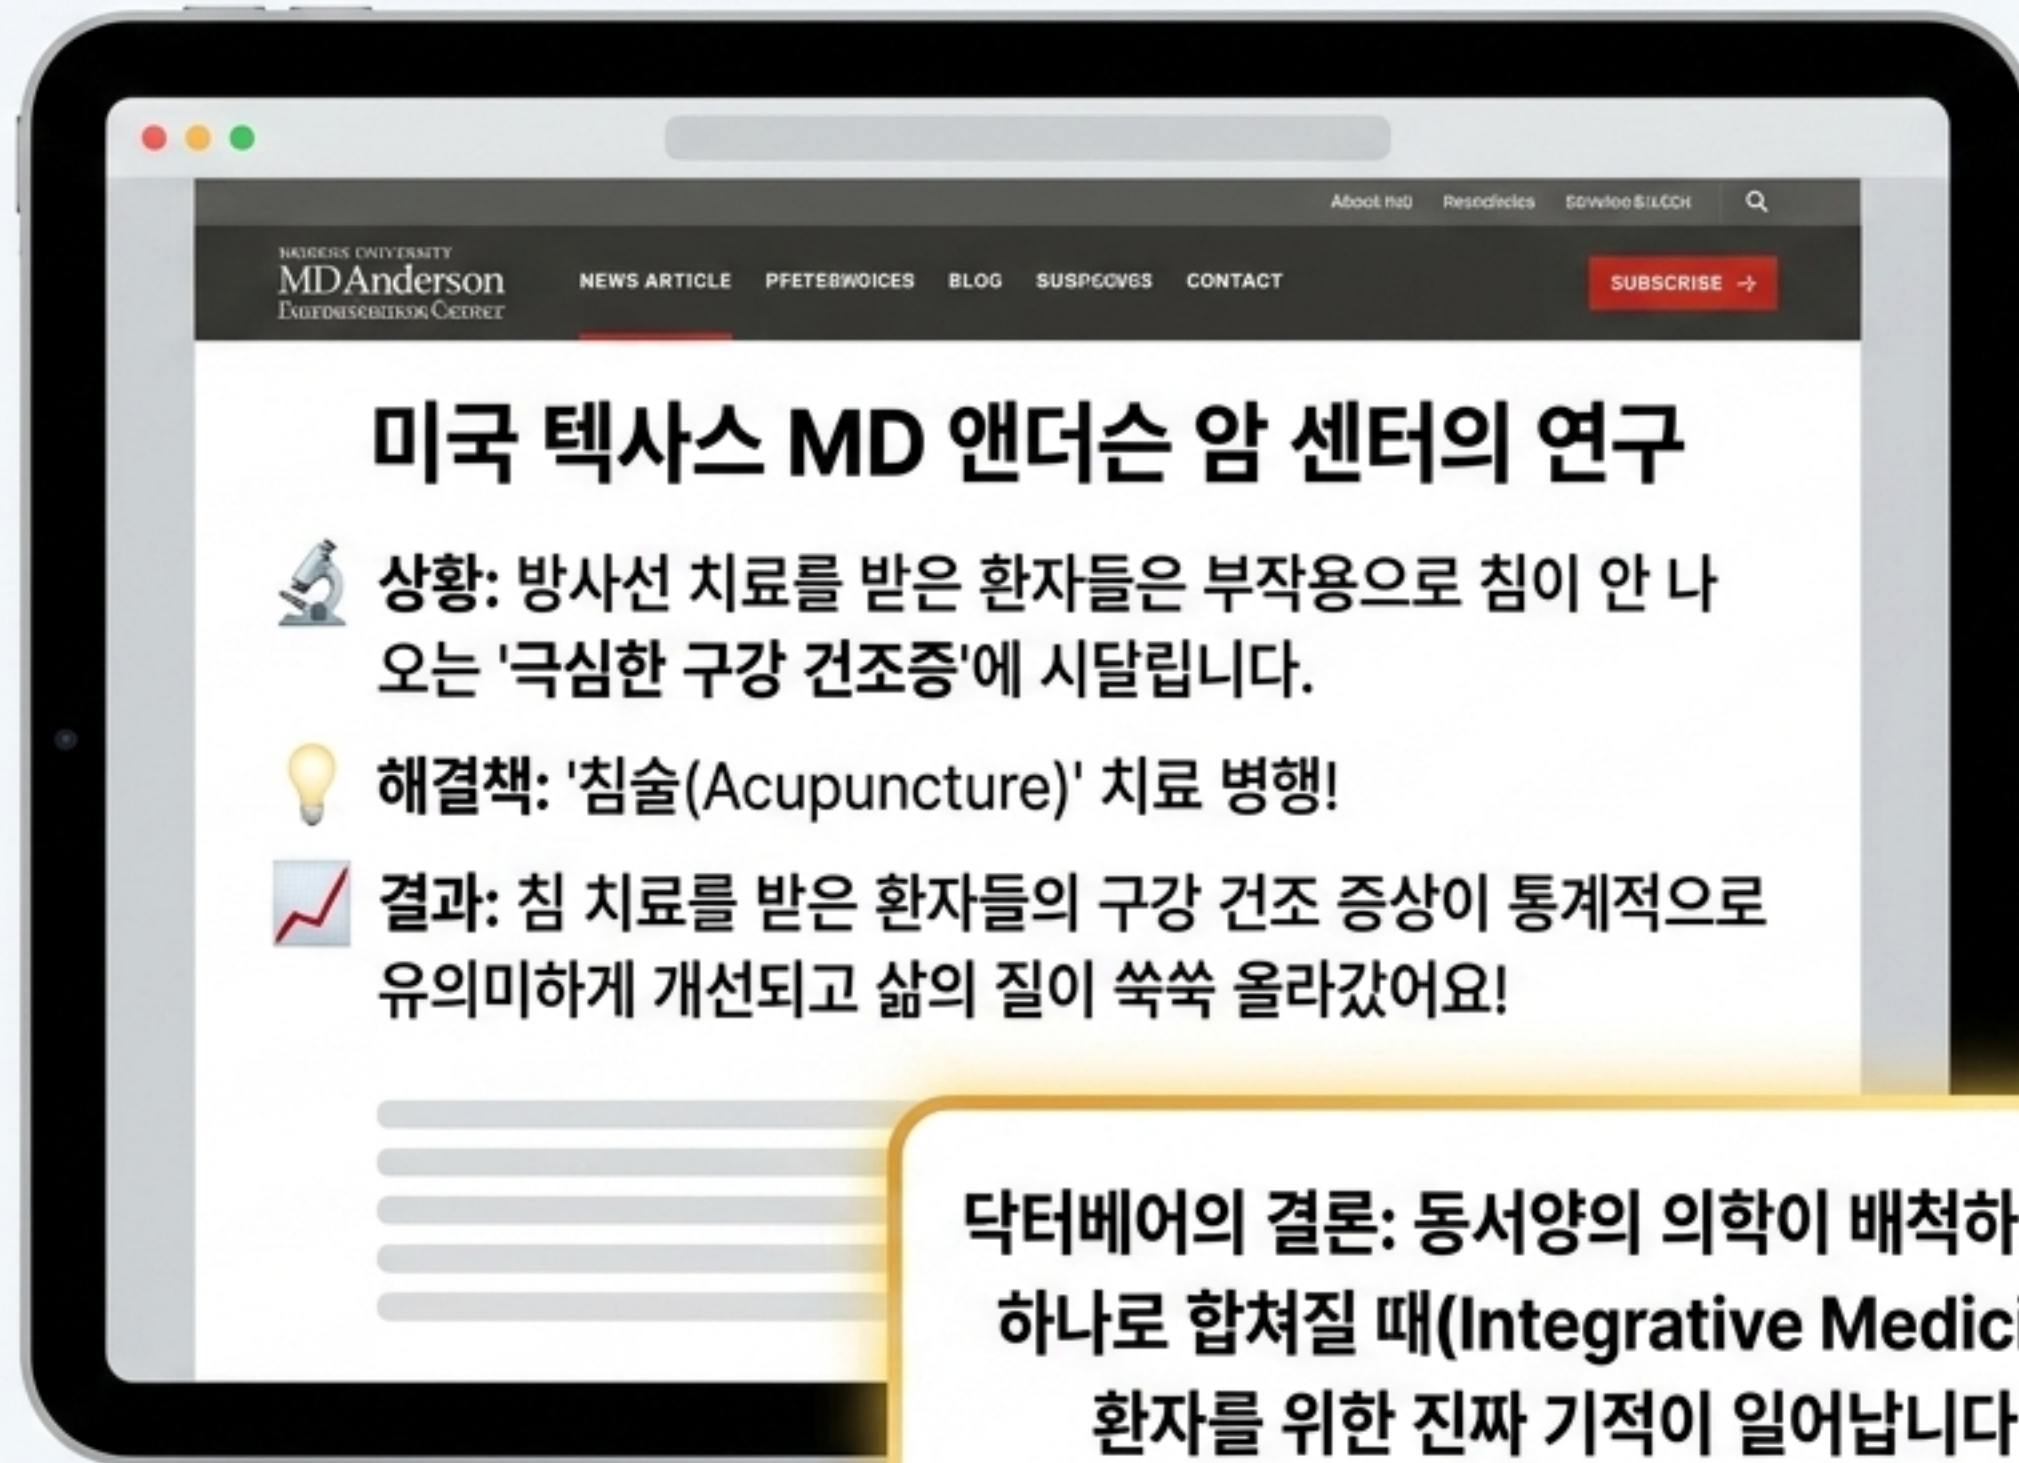 About
MD Anderson
NEWS ARTICLE BLOG CONTACT
SUBSCRIBE
미국 텍사스 MD 앤더슨 암 센터의 연구
상황: 방사선 치료를 받은 환자들은 부작용으로 침이 안 나
오는 '극심한 구강 건조증'에 시달립니다.
해결책: '침술(Acupuncture)' 치료 병행!
결과: 침 치료를 받은 환자들의 구강 건조 증상이 통계적으로
유의미하게 개선되고 삶의 질이 쑥쑥 올라갔어요!
닥터베어의 결론: 동서양의 의학이 배척하
하나로 합쳐질 때(Integrative Medici
환자를 위한 진짜 기적이 일어납니다